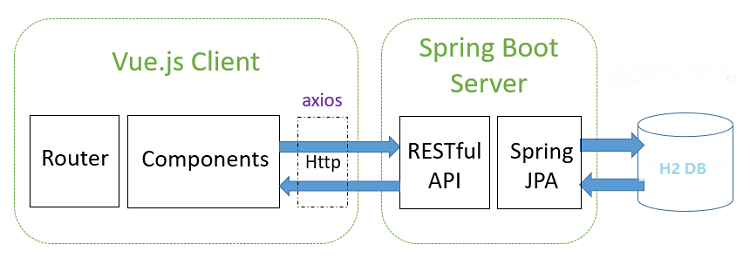 Vue.js Client
Spring Boot
Server
axios
Router
Components
Http
RESTful
API
Spring
JPA
H2 DB